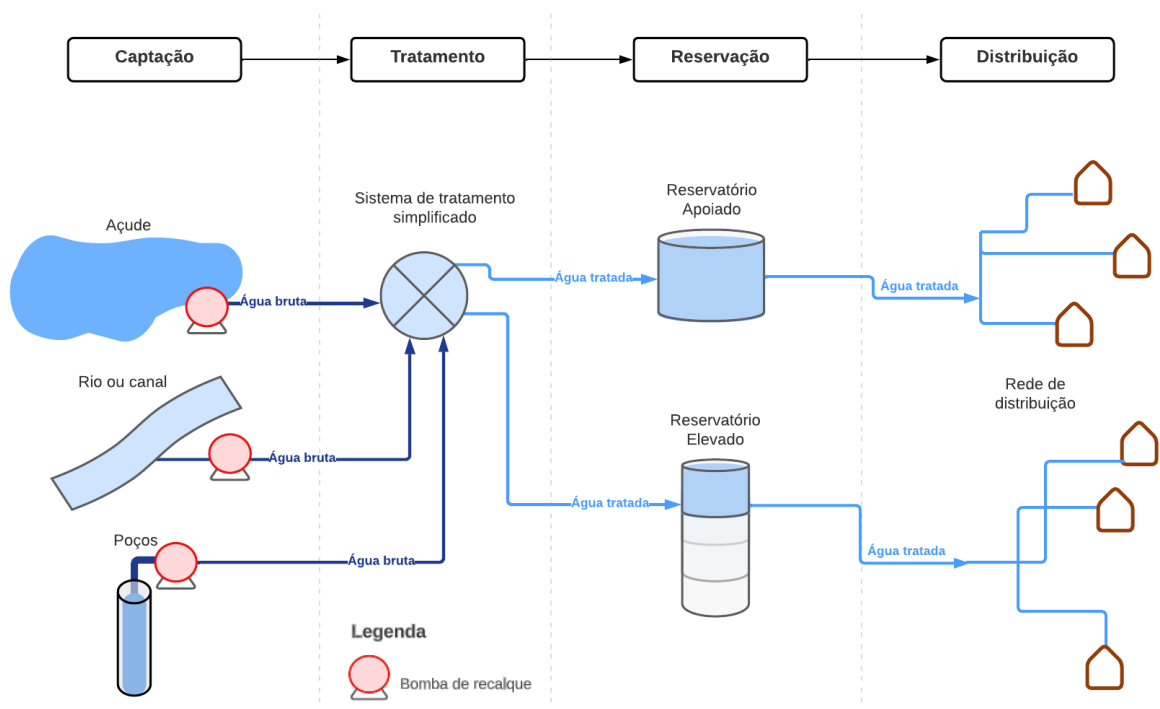 Captação
Tratamento
Reservação
Distribuição
Açude
Água bruta
Rio ou canal
Água bruta
Poços
Água bruta
Sistema de tratamento
simplificado
Água tratada
Água tratada
Reservatório
Apoiado
Reservatório
Elevado
Água tratada
Água tratada
Rede de
distribuição
Legenda
Bomba de recalque